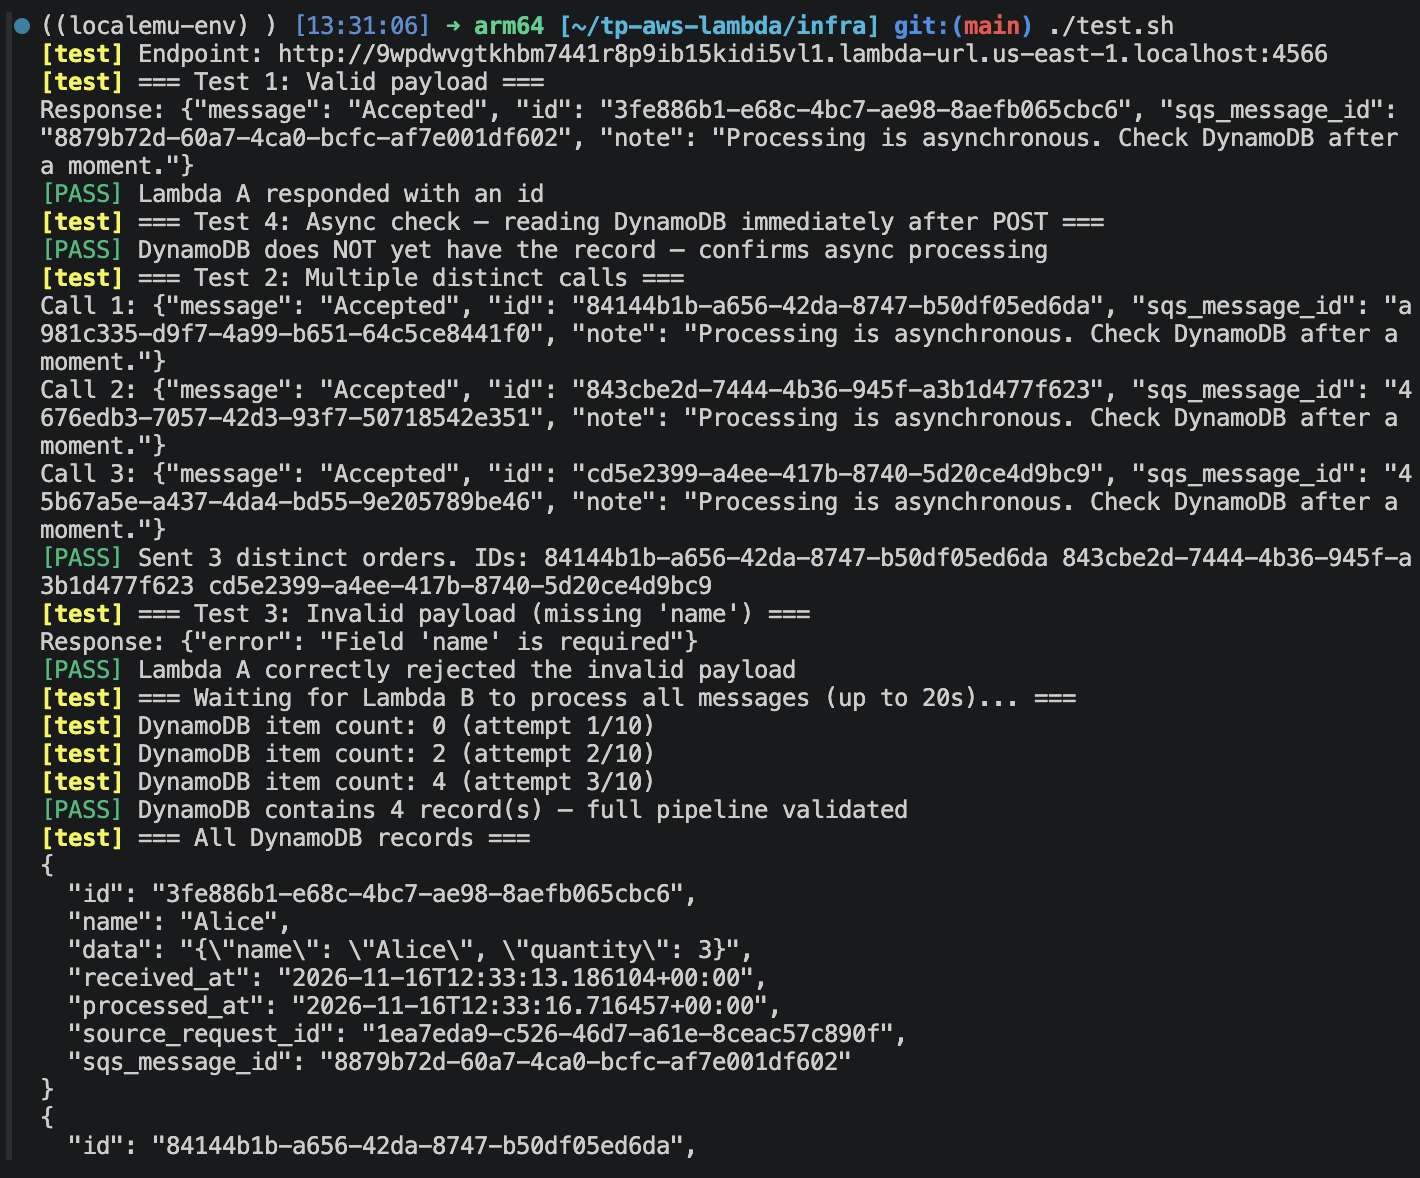 ((localemu-env) ) [13:31:06] → arm64 [~/tp-aws-lambda/infra] git:(main) ./test.sh
[test] Endpoint: http://9wpdwvgtkhbm7441r8p9ib15kidi5vl1.lambda-url.us-east-1.localhost:4566
[test] === Test 1: Valid payload ===
Response: {"message": "Accepted", "id": "3fe886b1-e68c-4bc7-ae98-8aefb065cbc6", "sqs_message_id":
"8879b72d-60a7-4ca0-bcfc-af7e001df602", "note": "Processing is asynchronous. Check DynamoDB after
a moment."}
[PASS] Lambda A responded with an id
[test] === Test 4: Async check — reading DynamoDB immediately after POST ===
[PASS] DynamoDB does NOT yet have the record — confirms async processing
[test] === Test 2: Multiple distinct calls ===
Call 1: {"message": "Accepted", "id": "84144b1b-a656-42da-8747-b50df05ed6da", "sqs_message_id": "a
981c335-d9f7-4a99-b651-64c5ce8441f0", "note": "Processing is asynchronous. Check DynamoDB after a
moment."}
Call 2: {"message": "Accepted", "id": "843cbe2d-7444-4b36-945f-a3b1d477f623", "sqs_message_id": "4
676edb3-7057-42d3-93f7-50718542e351", "note": "Processing is asynchronous. Check DynamoDB after a
moment."}
Call 3: {"message": "Accepted", "id": "cd5e2399-a4ee-417b-8740-5d20ce4d9bc9", "sqs_message_id": "4
5b67a5e-a437-4da4-bd55-9e205789be46", "note": "Processing is asynchronous. Check DynamoDB after a
moment."}
[PASS] Sent 3 distinct orders. IDs: 84144b1b-a656-42da-8747-b50df05ed6da 843cbe2d-7444-4b36-945f-a
3b1d477f623 cd5e2399-a4ee-417b-8740-5d20ce4d9bc9
[test] === Test 3: Invalid payload (missing 'name') ===
Response: {"error": "Field 'name' is required"}
[PASS] Lambda A correctly rejected the invalid payload
[test] === Waiting for Lambda B to process all messages (up to 20s)... ===
[test] DynamoDB item count: 0 (attempt 1/10)
[test] DynamoDB item count: 2 (attempt 2/10)
[test] DynamoDB item count: 4 (attempt 3/10)
[PASS] DynamoDB contains 4 record(s) — full pipeline validated
[test] === All DynamoDB records ===
{
  "id": "3fe886b1-e68c-4bc7-ae98-8aefb065cbc6",
  "name": "Alice",
  "data": "{\"name\": \"Alice\", \"quantity\": 3}",
  "received_at": "2026-11-16T12:33:13.186104+00:00",
  "processed_at": "2026-11-16T12:33:16.716457+00:00",
  "source_request_id": "1ea7eda9-c526-46d7-a61e-8ceac57c890f",
  "sqs_message_id": "8879b72d-60a7-4ca0-bcfc-af7e001df602"
}
{
  "id": "84144b1b-a656-42da-8747-b50df05ed6da",